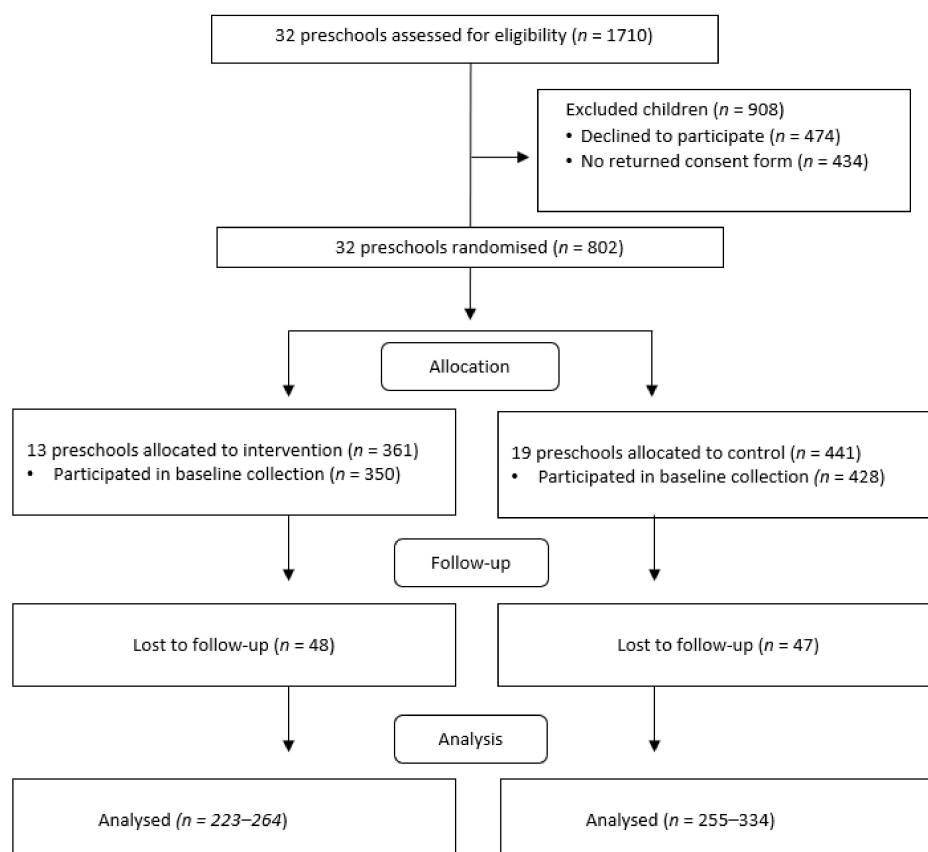 32 preschools assessed for eligibility (n = 1710)
Excluded children (n = 908)
• Declined to participate (n = 474)
• No returned consent form (n = 434)
32 preschools randomised (n = 802)
Allocation
13 preschools allocated to intervention (n = 361)
• Participated in baseline collection (n = 350)
19 preschools allocated to control (n = 441)
• Participated in baseline collection (n = 428)
Follow-up
Lost to follow-up (n = 48)
Lost to follow-up (n = 47)
Analysis
Analysed (n = 223–264)
Analysed (n = 255–334)